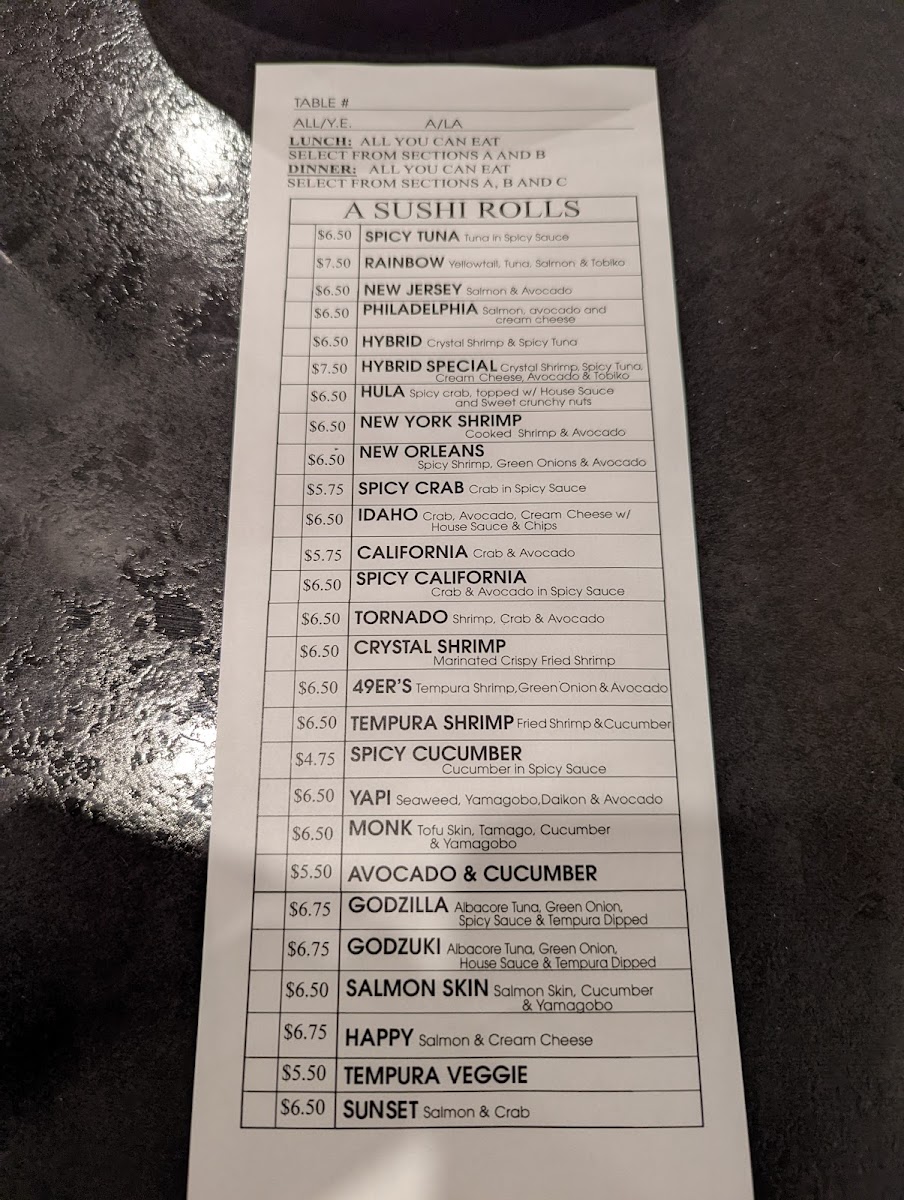 TABLE #
ALL/Y.E. A/LA
LUNCH: ALL YOU CAN EAT
SELECT FROM SECTIONS A AND B
DINNER: ALL YOU CAN EAT
SELECT FROM SECTIONS A, B AND C
A SUSHI ROLLS
$6.50 SPICY TUNA Tuna in Spicy Sauce
$7.50 RAINBOW Yellowtail, Tuna, Salmon & Tobiko
$6.50 NEW JERSEY Salmon & Avocado
$6.50 PHILADELPHIA Salmon, avocado and
cream cheese
$6.50 HYBRID Crystal Shrimp & Spicy Tuna
$7.50 HYBRID SPECIAL Crystal Shrimp, Spicy Tuna,
Cream Cheese, Avocado & Tobiko
$6.50 HULA Spicy crab, topped w/ House Sauce
and Sweet crunchy nuts
$6.50 NEW YORK SHRIMP
Cooked Shrimp & Avocado
$6.50 NEW ORLEANS
Spicy Shrimp, Green Onions & Avocado
$5.75 SPICY CRAB Crab in Spicy Sauce
$6.50 IDAHO Crab, Avocado, Cream Cheese w/
House Sauce & Chips
$5.75 CALIFORNIA Crab & Avocado
$6.50 SPICY CALIFORNIA
Crab & Avocado in Spicy Sauce
$6.50 TORNADO Shrimp, Crab & Avocado
$6.50 CRYSTAL SHRIMP
Marinated Crispy Fried Shrimp
$6.50 49ER'S Tempura Shrimp, Green Onion & Avocado
$6.50 TEMPURA SHRIMP Fried Shrimp & Cucumber
$4.75 SPICY CUCUMBER
Cucumber in Spicy Sauce
$6.50 YAPI Seaweed, Yamagobo, Daikon & Avocado
$6.50 MONK Tofu Skin, Tamago, Cucumber
& Yamagobo
$5.50 AVOCADO & CUCUMBER
$6.75 GODZILLA Albacore Tuna, Green Onion,
Spicy Sauce & Tempura Dipped
$6.75 GODZUKI Albacore Tuna, Green Onion,
House Sauce & Tempura Dipped
$6.50 SALMON SKIN Salmon Skin, Cucumber
& Yamagobo
$6.75 HAPPY Salmon & Cream Cheese
$5.50 TEMPURA VEGGIE
$6.50 SUNSET Salmon & Crab